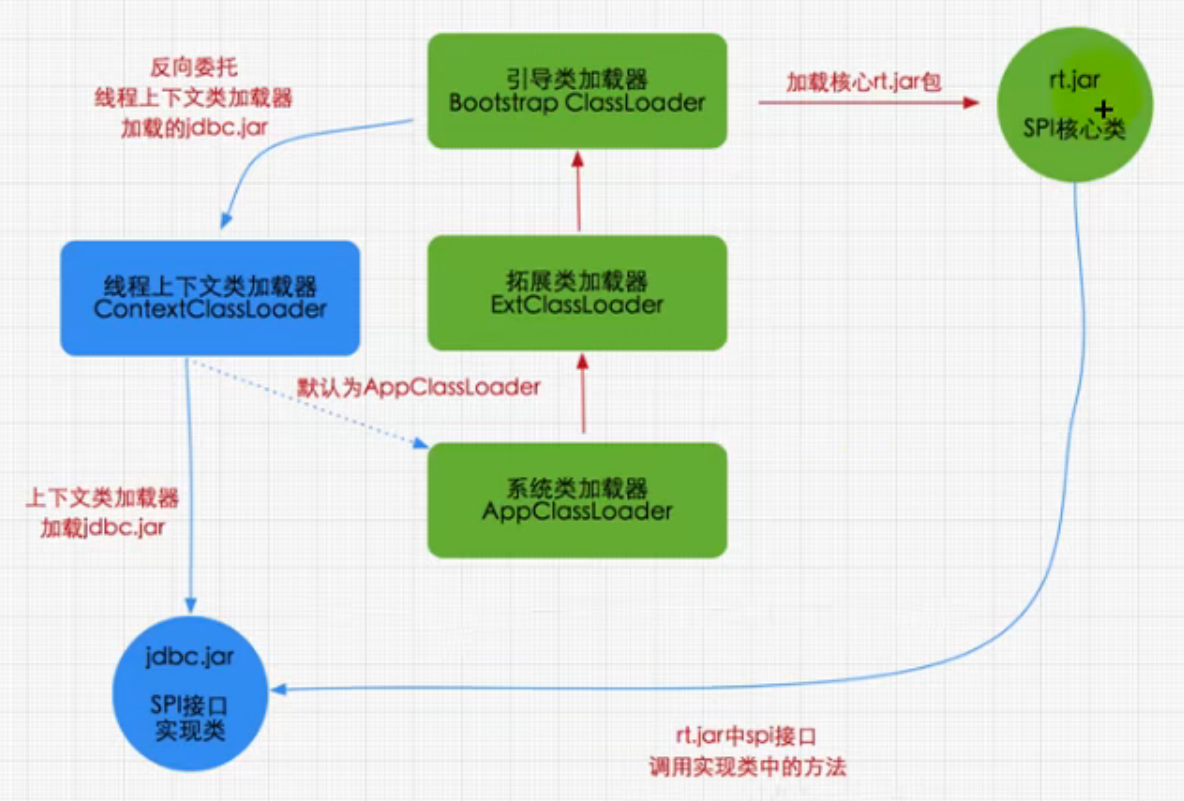 反向委托
线程上下文类加载器
加载的jdbc.jar
引导类加载器
Bootstrap ClassLoader
加载核心rt.jar包
rt.jar
SPI核心类
线程上下文类加载器
ContextClassLoader
拓展类加载器
ExtClassLoader
默认为AppClassLoader
系统类加载器
AppClassLoader
上下文类加载器
加载jdbc.jar
jdbc.jar
SPI接口
实现类
rt.jar中spi接口
调用实现类中的方法